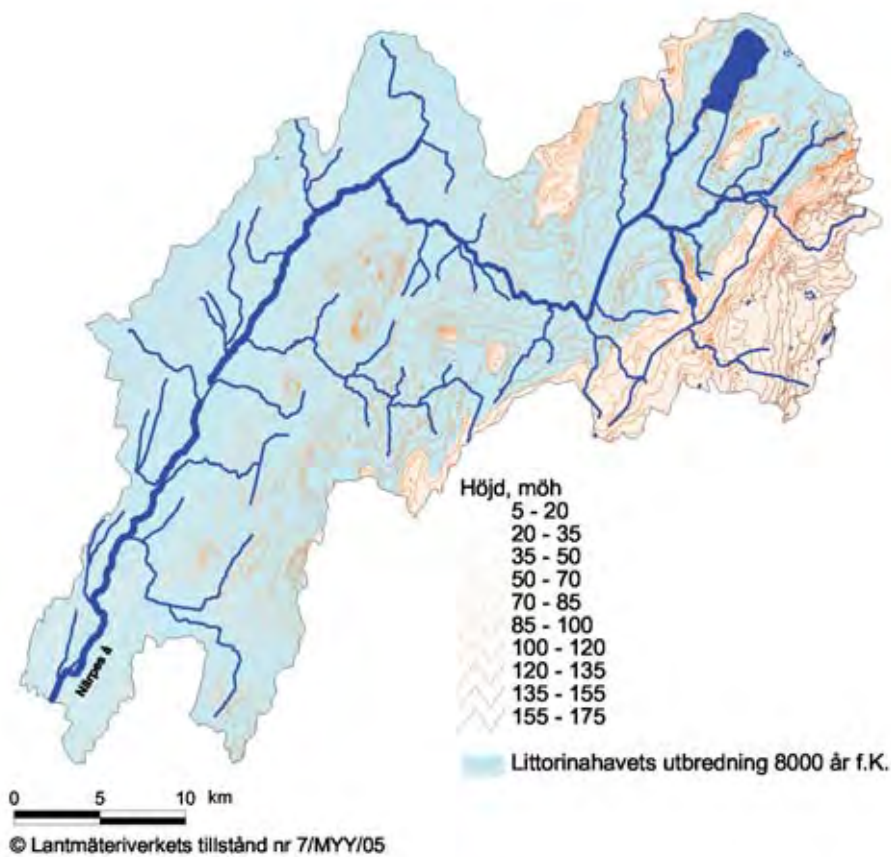 Närpes å
Höjd, möh
5 - 20
20 - 35
35 - 50
50 - 70
70 - 85
85 - 100
100 - 120
120 - 135
135 - 155
155 - 175
Littorinahavets utbredning 8000 år f.K.
0 5 10 km
© Lantmäteriverkets tillstånd nr 7/MYY/05